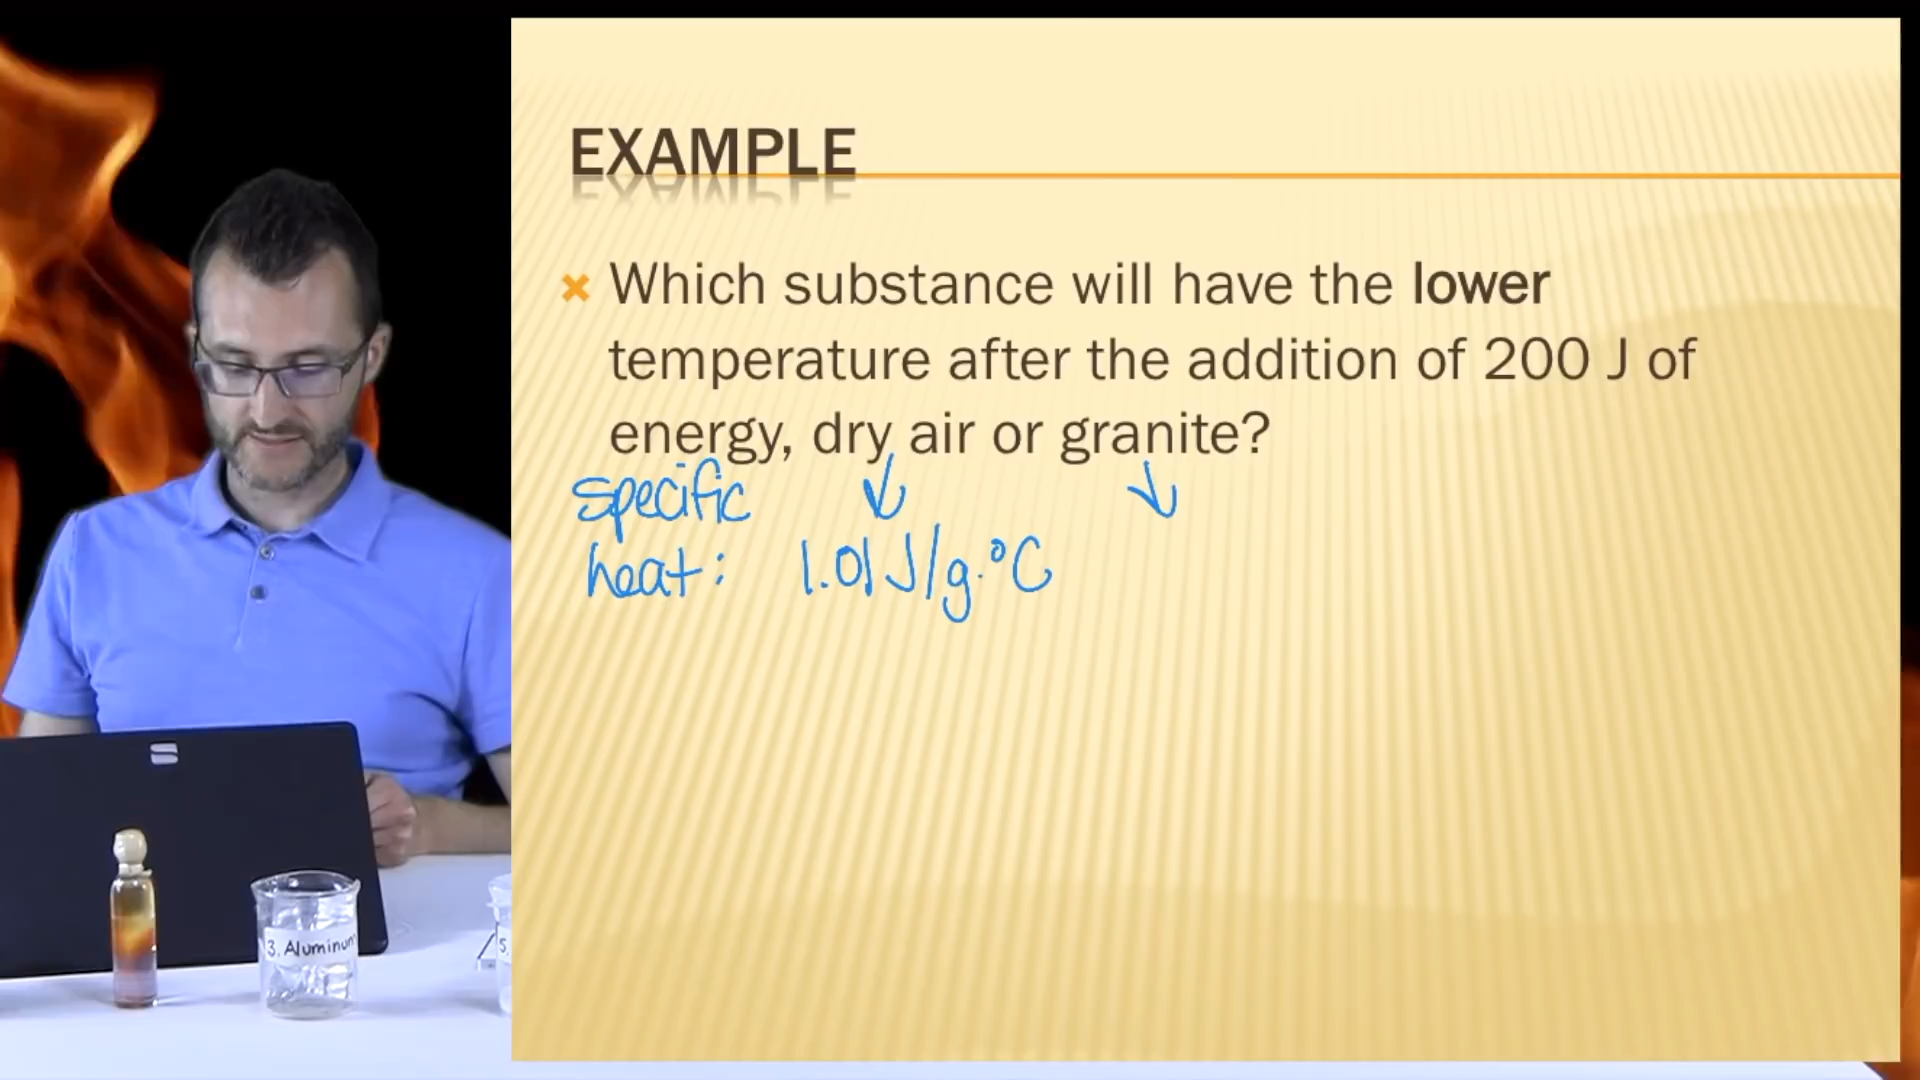 EXAMPLE
Which substance will have the lower
temperature after the addition of 200 J of
energy, dry air or granite?
specific
heat: 1.01 J/g·°C
3. Aluminum
5.